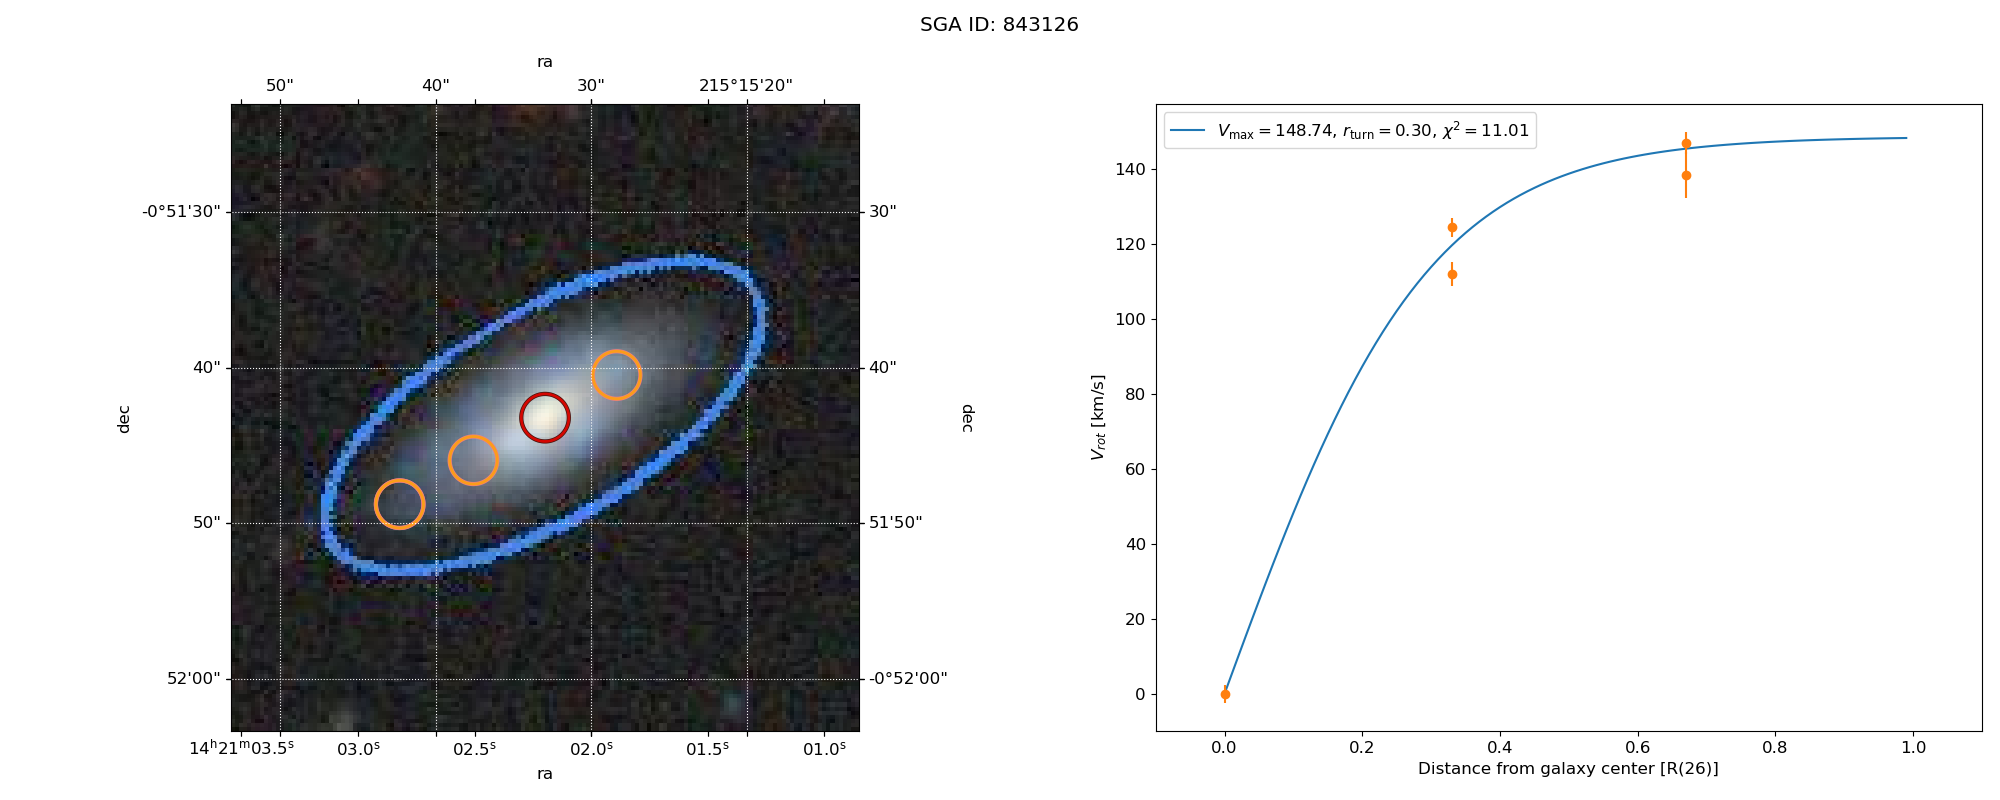 SGA ID: 843126
ra
50" 40" 30" 215°15'20"
-0°51'30" 30"
40" 40"
dec dec
50" 51'50"
52'00" -0°52'00"
14ʰ21ᵐ03.5ˢ 03.0ˢ 02.5ˢ 02.0ˢ 01.5ˢ 01.0ˢ
ra
V_max = 148.74, r_turn = 0.30, χ² = 11.01
140
120
100
80
60
40
20
0
V_rot [km/s]
0.0 0.2 0.4 0.6 0.8 1.0
Distance from galaxy center [R(26)]